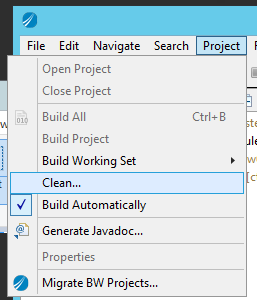 File Edit Navigate Search Project
Open Project
Close Project
Build All Ctrl+B
Build Project
Build Working Set
Clean...
Build Automatically
Generate Javadoc...
Properties
Migrate BW Projects...